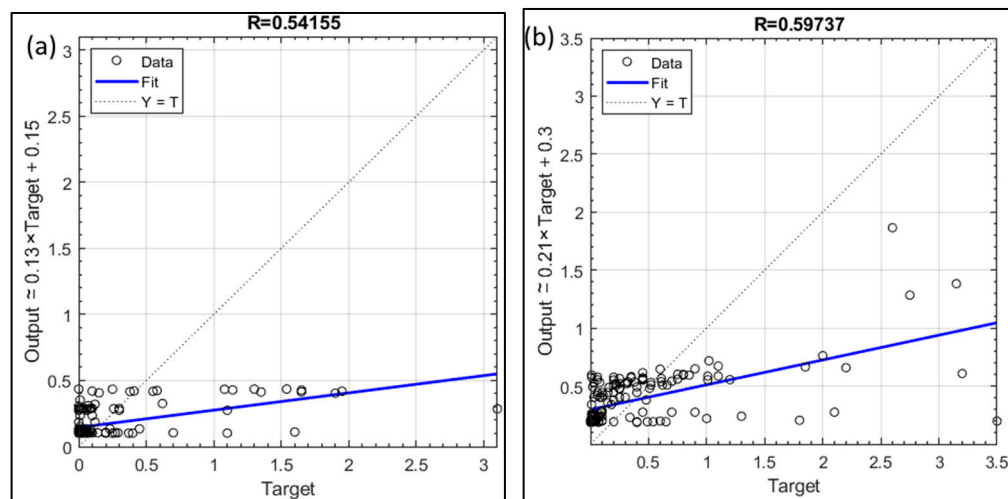 (a)
R=0.54155
Data
Fit
Y = T
Output ≃ 0.13×Target + 0.15
3
2.5
2
1.5
1
0.5
0
0 0.5 1 1.5 2 2.5 3
Target
(b)
R=0.59737
Data
Fit
Y = T
Output ≃ 0.21×Target + 0.3
3.5
3
2.5
2
1.5
1
0.5
0
0.5 1 1.5 2 2.5 3 3.5
Target